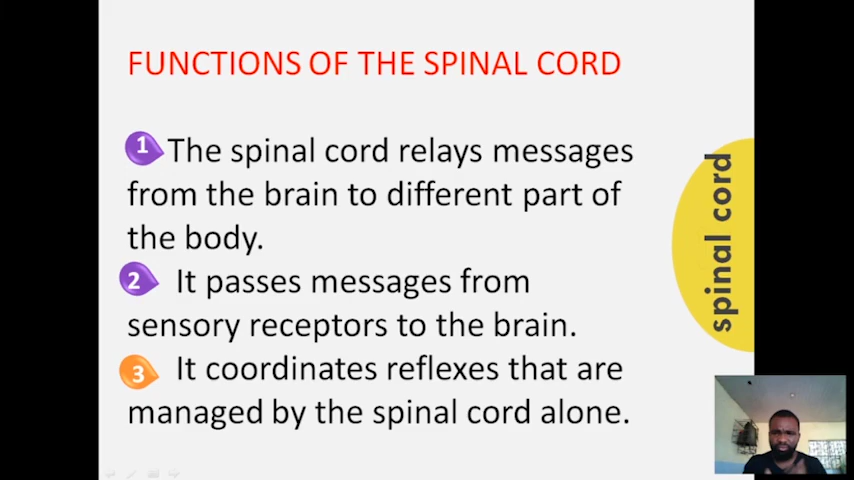 FUNCTIONS OF THE SPINAL CORD
1 The spinal cord relays messages
from the brain to different part of
the body.
2 It passes messages from
sensory receptors to the brain.
3 It coordinates reflexes that are
managed by the spinal cord alone.
spinal cord